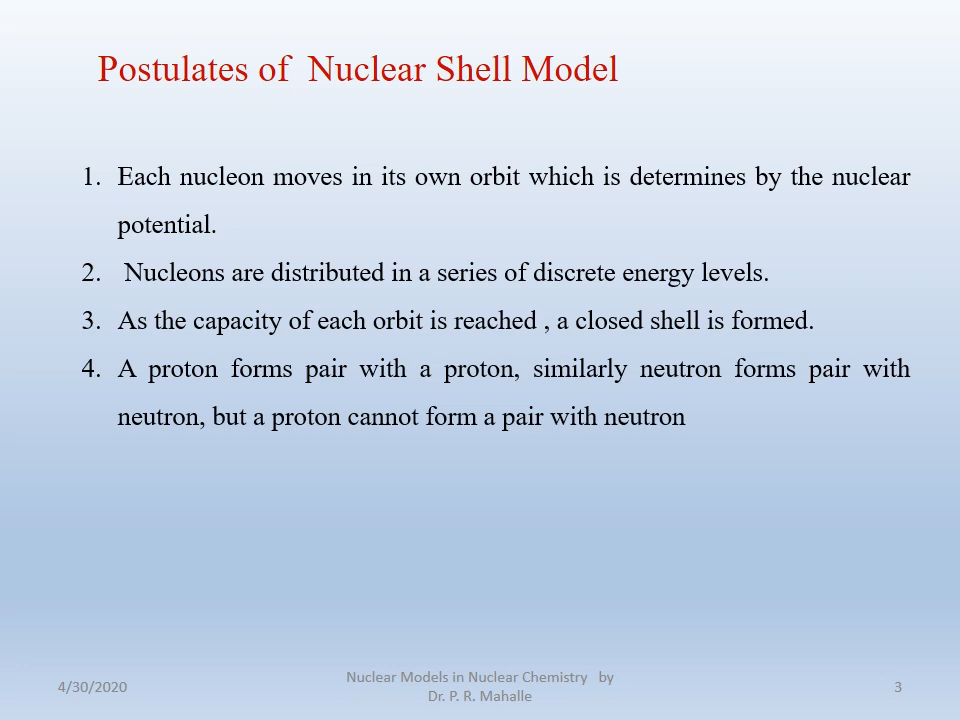 Postulates of  Nuclear Shell Model
1. Each nucleon moves in its own orbit which is determines by the nuclear
potential.
2.  Nucleons are distributed in a series of discrete energy levels.
3. As the capacity of each orbit is reached , a closed shell is formed.
4. A proton forms pair with a proton, similarly neutron forms pair with
neutron, but a proton cannot form a pair with neutron
4/30/2020
Nuclear Models in Nuclear Chemistry   by
Dr. P. R. Mahalle
3